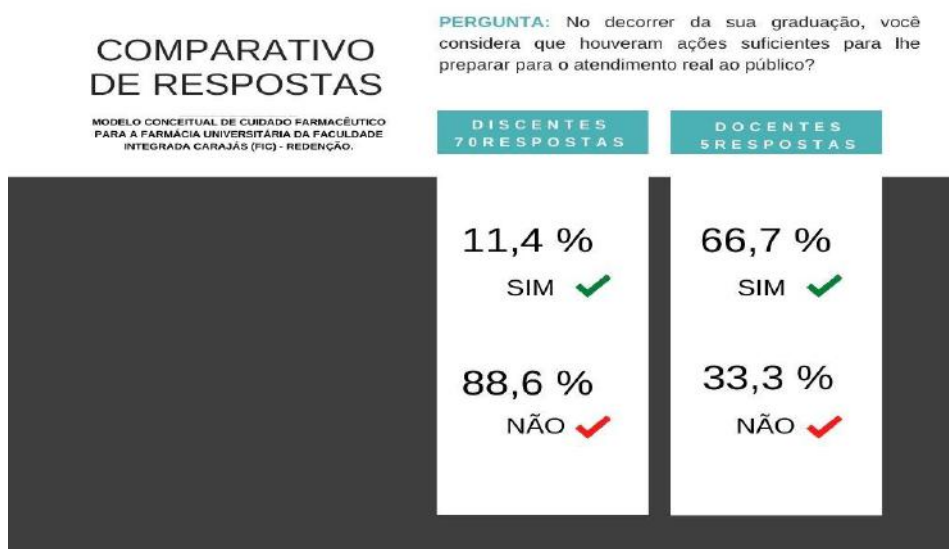 COMPARATIVO
DE RESPOSTAS
MODELO CONCEITUAL DE CUIDADO FARMACÊUTICO
PARA A FARMÁCIA UNIVERSITÁRIA DA FACULDADE
INTEGRADA CARAJÁS (FIC) - REDENÇÃO.
PERGUNTA: No decorrer da sua graduação, você
considera que houveram ações suficientes para lhe
preparar para o atendimento real ao público?
DISCENTES
70RESPOSTAS
11,4 %
SIM
88,6 %
NÃO
DOCENTES
5RESPOSTAS
66,7 %
SIM
33,3 %
NÃO